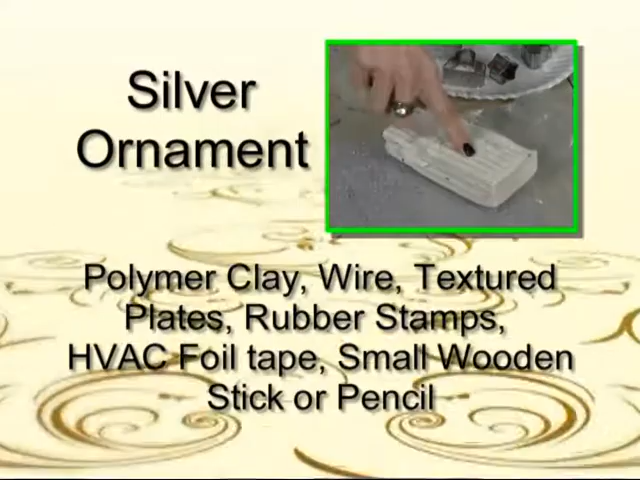 Silver
Ornament
Polymer Clay, Wire, Textured
Plates, Rubber Stamps,
HVAC Foil tape, Small Wooden
Stick or Pencil